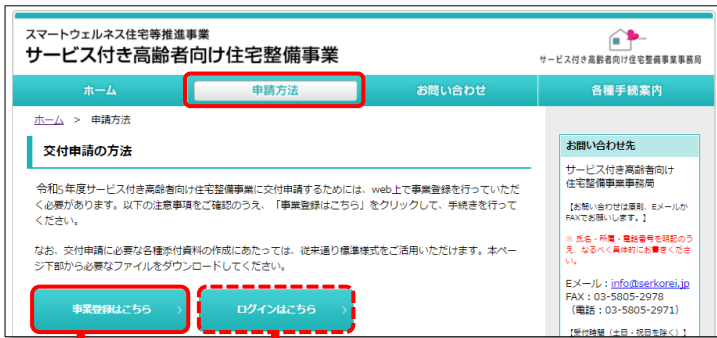 スマートウェルネス住宅等推進事業
サービス付き高齢者向け住宅整備事業
サービス付き高齢者向け住宅整備事業事務局
ホーム 申請方法 お問い合わせ 各種手続案内
ホーム > 申請方法
交付申請の方法
令和5年度サービス付き高齢者向け住宅整備事業に交付申請するためには、web上で事業登録を行っていただ
く必要があります。以下の注意事項をご確認のうえ、「事業登録はこちら」をクリックして、手続きを行って
ください。
なお、交付申請に必要な各種添付資料の作成にあたっては、従来通り標準様式をご活用いただけます。本ペー
ジ下部から必要なファイルをダウンロードしてください。
事業登録はこちら
ログインはこちら
お問い合わせ先
サービス付き高齢者向け
住宅整備事業事務局
【お問い合わせは原則、Eメールか
FAXでお願いします。】
※ 氏名・所属・電話番号を明記のう
え、なるべく具体的にお書きくださ
い。
Eメール：info@serkorei.jp
FAX：03-5805-2978
（電話：03-5805-2971）
【受付時間（土日・祝日を除く）】